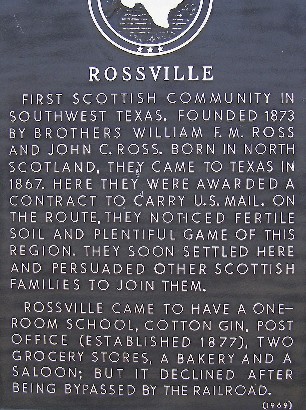 ROSSVILLE
FIRST SCOTTISH COMMUNITY IN
SOUTHWEST TEXAS. FOUNDED 1873
BY BROTHERS WILLIAM F. M. ROSS
AND JOHN C. ROSS. BORN IN NORTH
SCOTLAND, THEY CAME TO TEXAS IN
1867. HERE THEY WERE AWARDED A
CONTRACT TO CARRY U.S. MAIL. ON
THE ROUTE, THEY NOTICED FERTILE
SOIL AND PLENTIFUL GAME OF THIS
REGION. THEY SOON SETTLED HERE
AND PERSUADED OTHER SCOTTISH
FAMILIES TO JOIN THEM.
ROSSVILLE CAME TO HAVE A ONE-
ROOM SCHOOL, COTTON GIN, POST
OFFICE (ESTABLISHED 1877), TWO
GROCERY STORES, A BAKERY AND A
SALOON; BUT IT DECLINED AFTER
BEING BYPASSED BY THE RAILROAD.
(1969)